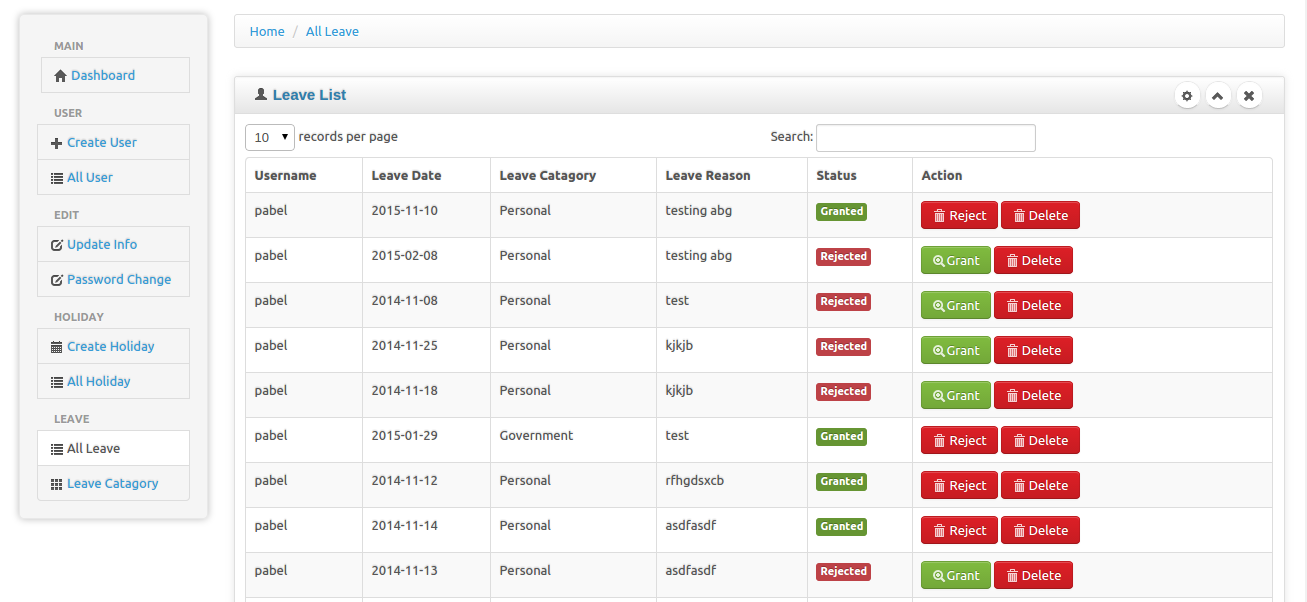 MAIN
Dashboard
USER
Create User
All User
EDIT
Update Info
Password Change
HOLIDAY
Create Holiday
All Holiday
LEAVE
All Leave
Leave Catagory
Home / All Leave
Leave List
10 records per page Search:
Username Leave Date Leave Catagory Leave Reason Status Action
pabel 2015-11-10 Personal testing abg Granted Reject Delete
pabel 2015-02-08 Personal testing abg Rejected Grant Delete
pabel 2014-11-08 Personal test Rejected Grant Delete
pabel 2014-11-25 Personal kjkjb Rejected Grant Delete
pabel 2014-11-18 Personal kjkjb Rejected Grant Delete
pabel 2015-01-29 Government test Granted Reject Delete
pabel 2014-11-12 Personal rfhgdsxcb Granted Reject Delete
pabel 2014-11-14 Personal asdfasdf Granted Reject Delete
pabel 2014-11-13 Personal asdfasdf Rejected Grant Delete